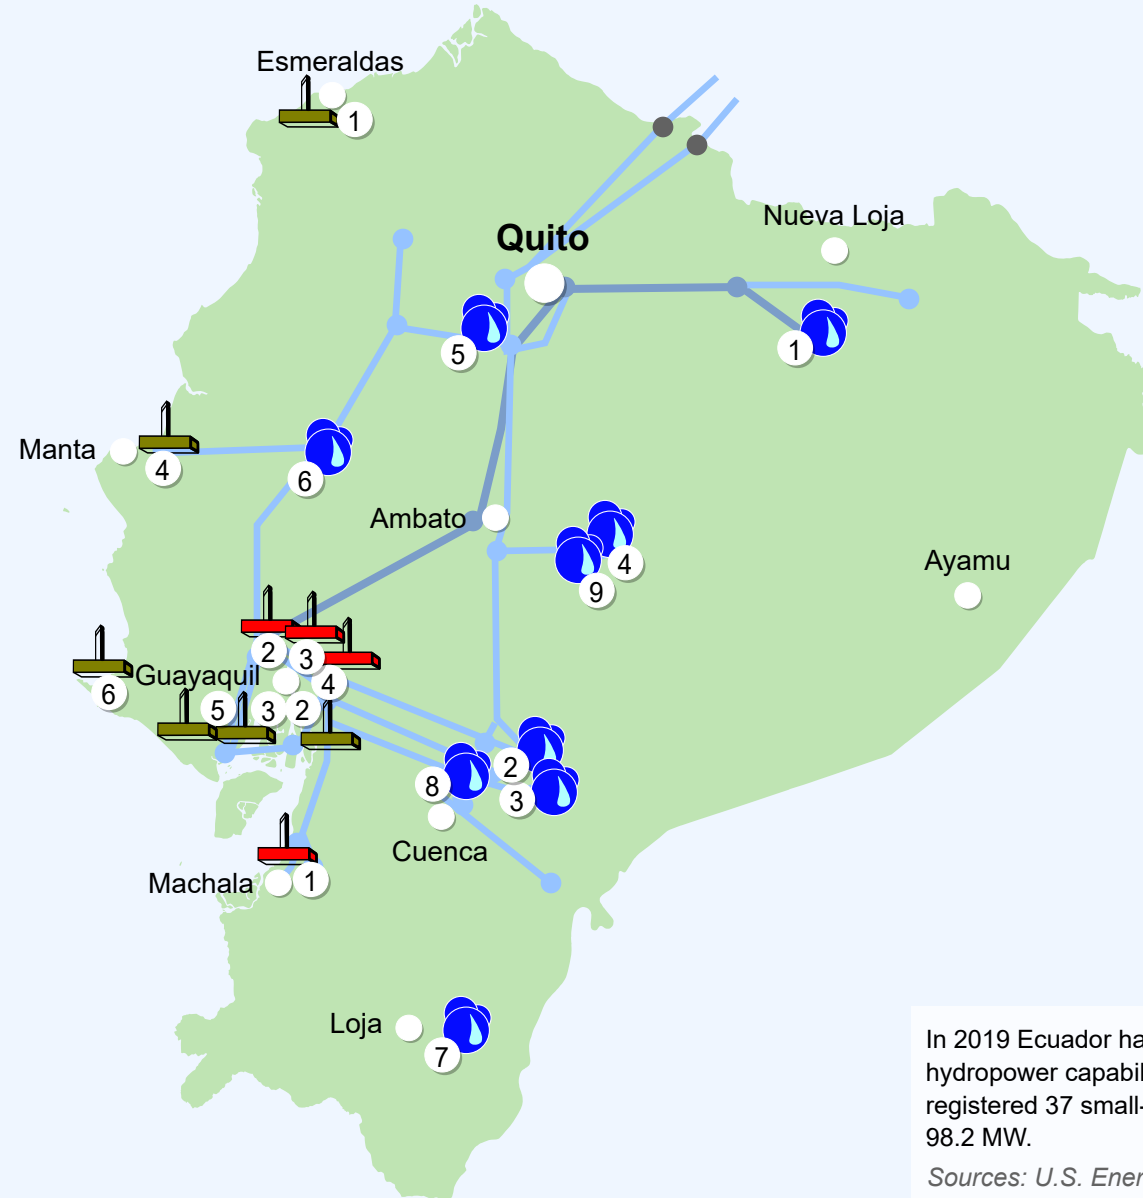 Esmeraldas
1
Nueva Loja
Quito
5
1
Manta
4
6
Ambato
4
9
Ayamu
2
3
Guayaquil
4
6
5
3
2
2
8
3
Cuenca
Machala
1
Loja
7
In 2019 Ecuador ha
hydropower capabil
registered 37 small-
98.2 MW.
Sources: U.S. Ener